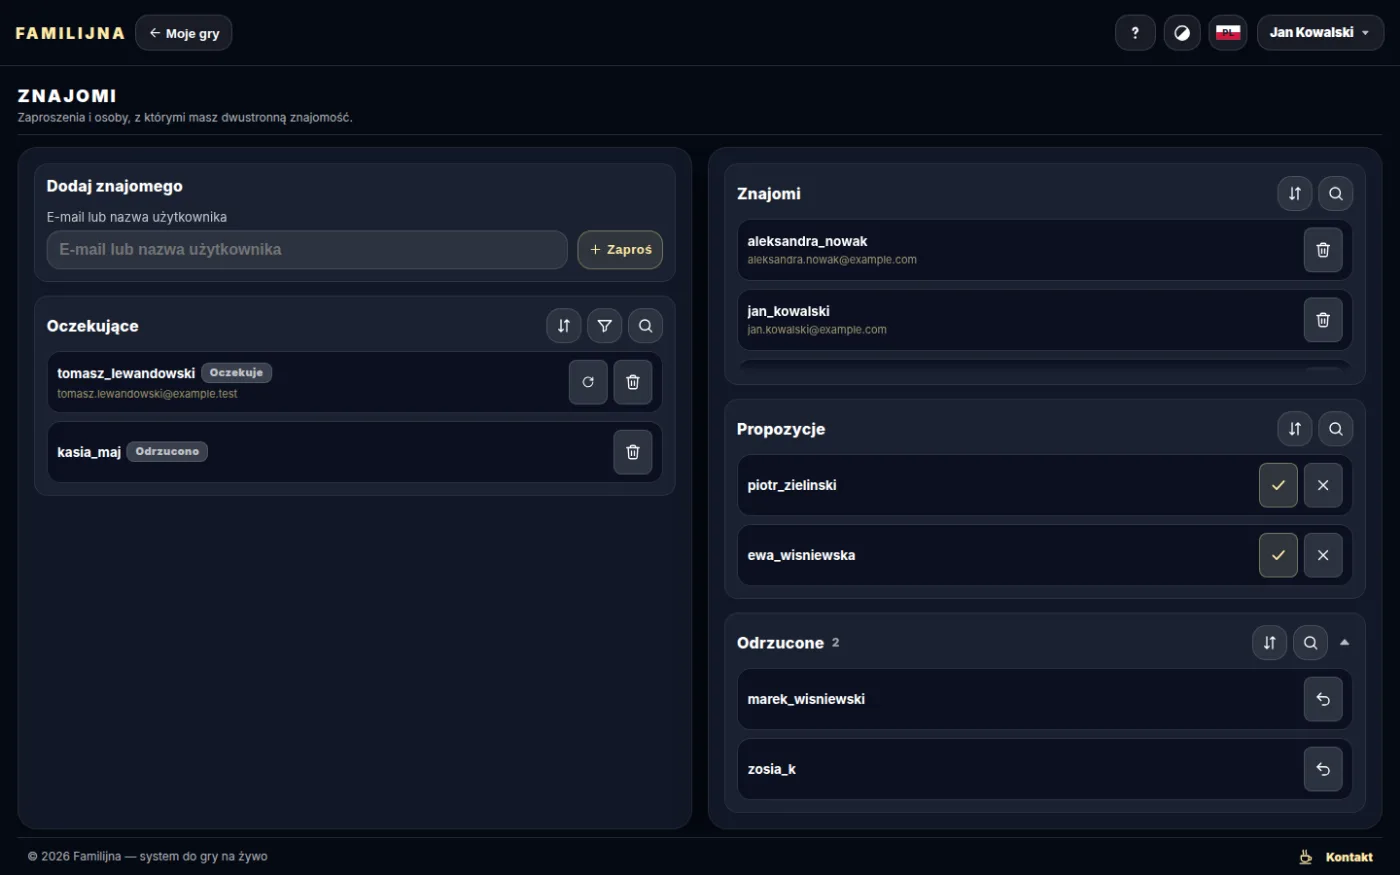 FAMILIJNA
← Moje gry
?
PL
Jan Kowalski
ZNAJOMI
Zaproszenia i osoby, z którymi masz dwustronną znajomość.
Dodaj znajomego
E-mail lub nazwa użytkownika
E-mail lub nazwa użytkownika
+ Zaproś
Oczekujące
tomasz_lewandowski Oczekuje
tomasz.lewandowski@example.test
kasia_maj Odrzucono
Znajomi
aleksandra_nowak
aleksandra.nowak@example.com
jan_kowalski
jan.kowalski@example.com
Propozycje
piotr_zielinski
ewa_wisniewska
Odrzucone 2
marek_wisniewski
zosia_k
© 2026 Familijna — system do gry na żywo
Kontakt